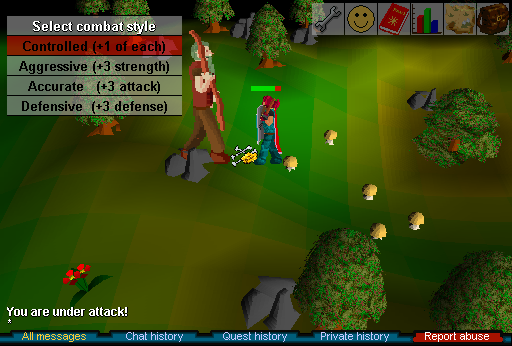 Select combat style
Controlled (+1 of each)
Aggressive (+3 strength)
Accurate (+3 attack)
Defensive (+3 defense)
You are under attack!
*
All messages
Chat history
Quest history
Private history
Report abuse